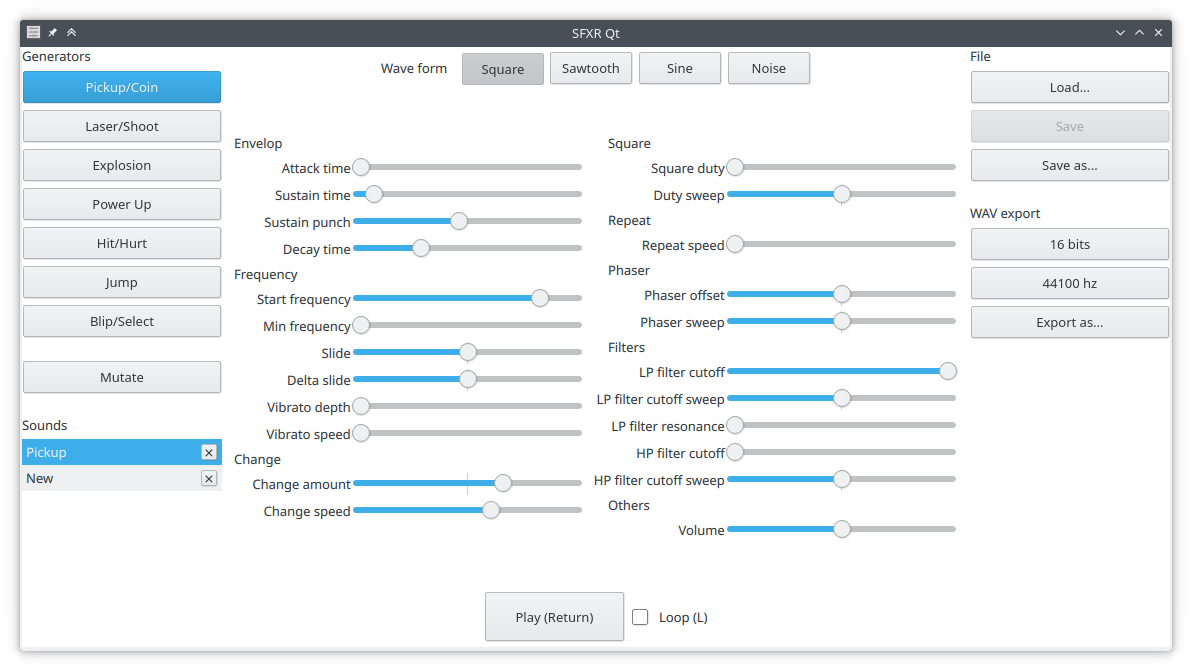 SFXR Qt
Generators
Pickup/Coin
Laser/Shoot
Explosion
Power Up
Hit/Hurt
Jump
Blip/Select
Mutate
Sounds
Pickup
New
Wave form Square Sawtooth Sine Noise
Envelop
Attack time
Sustain time
Sustain punch
Decay time
Frequency
Start frequency
Min frequency
Slide
Delta slide
Vibrato depth
Vibrato speed
Change
Change amount
Change speed
Square
Square duty
Duty sweep
Repeat
Repeat speed
Phaser
Phaser offset
Phaser sweep
Filters
LP filter cutoff
LP filter cutoff sweep
LP filter resonance
HP filter cutoff
HP filter cutoff sweep
Others
Volume
Play (Return) Loop (L)
File
Load...
Save
Save as...
WAV export
16 bits
44100 hz
Export as...